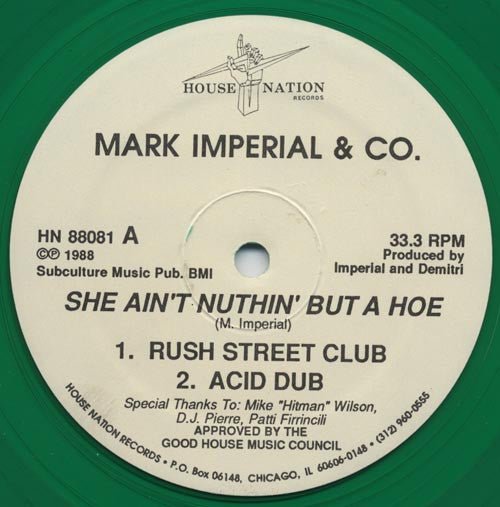 HOUSE NATION
RECORDS
MARK IMPERIAL & CO.
HN 88081 A
©℗ 1988
Subculture Music Pub. BMI
33.3 RPM
Produced by
Imperial and Demitri
SHE AIN'T NUTHIN' BUT A HOE
(M. Imperial)
1. RUSH STREET CLUB
2. ACID DUB
Special Thanks To: Mike "Hitman" Wilson,
D.J. Pierre, Patti Firrincili
APPROVED BY THE
GOOD HOUSE MUSIC COUNCIL
HOUSE NATION RECORDS • P.O. Box 06148, CHICAGO, IL 60606-0148 • (312) 960-0555